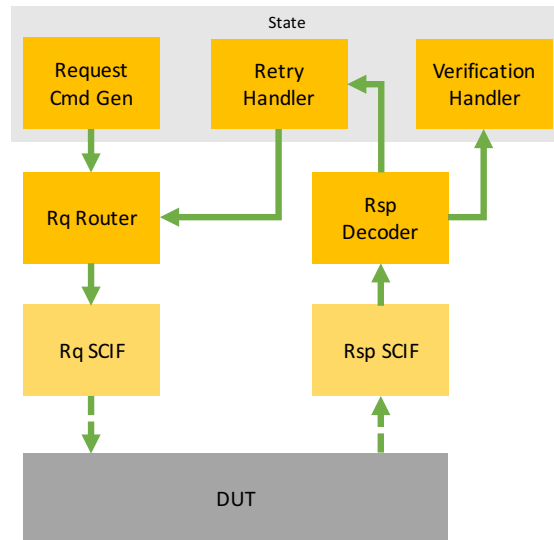 State
Request
Cmd Gen
Retry
Handler
Verification
Handler
Rq Router
Rsp
Decoder
Rq SCIF
Rsp SCIF
DUT